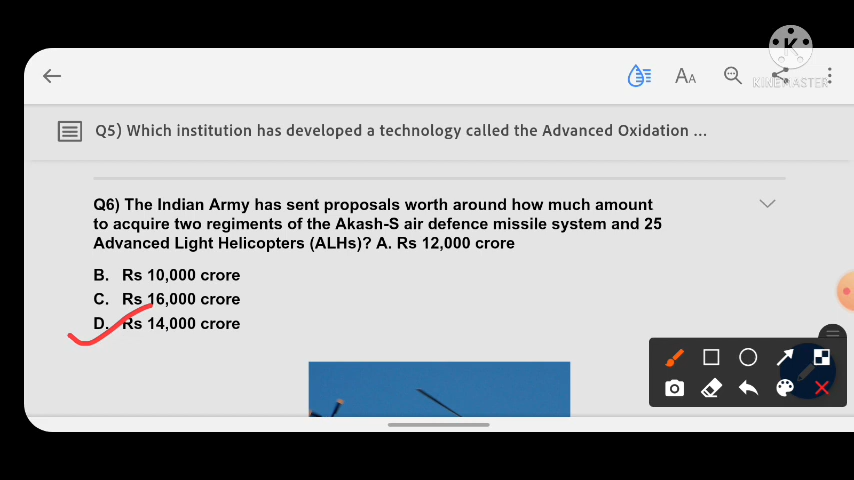 AA
KINEMASTER
Q5) Which institution has developed a technology called the Advanced Oxidation ...
Q6) The Indian Army has sent proposals worth around how much amount
to acquire two regiments of the Akash-S air defence missile system and 25
Advanced Light Helicopters (ALHs)? A. Rs 12,000 crore
B. Rs 10,000 crore
C. Rs 16,000 crore
D. Rs 14,000 crore